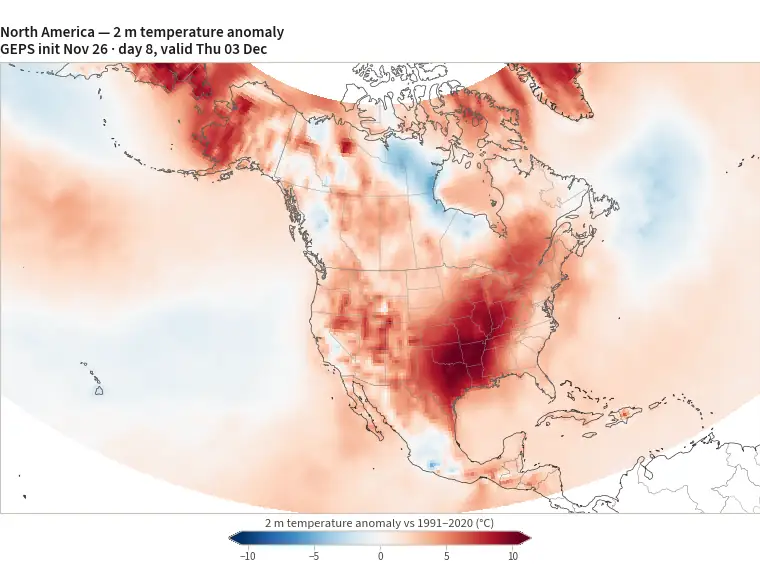 North America — 2 m temperature anomaly
GEPS init Nov 26 · day 8, valid Thu 03 Dec
2 m temperature anomaly vs 1991–2020 (°C)
−10 −5 0 5 10